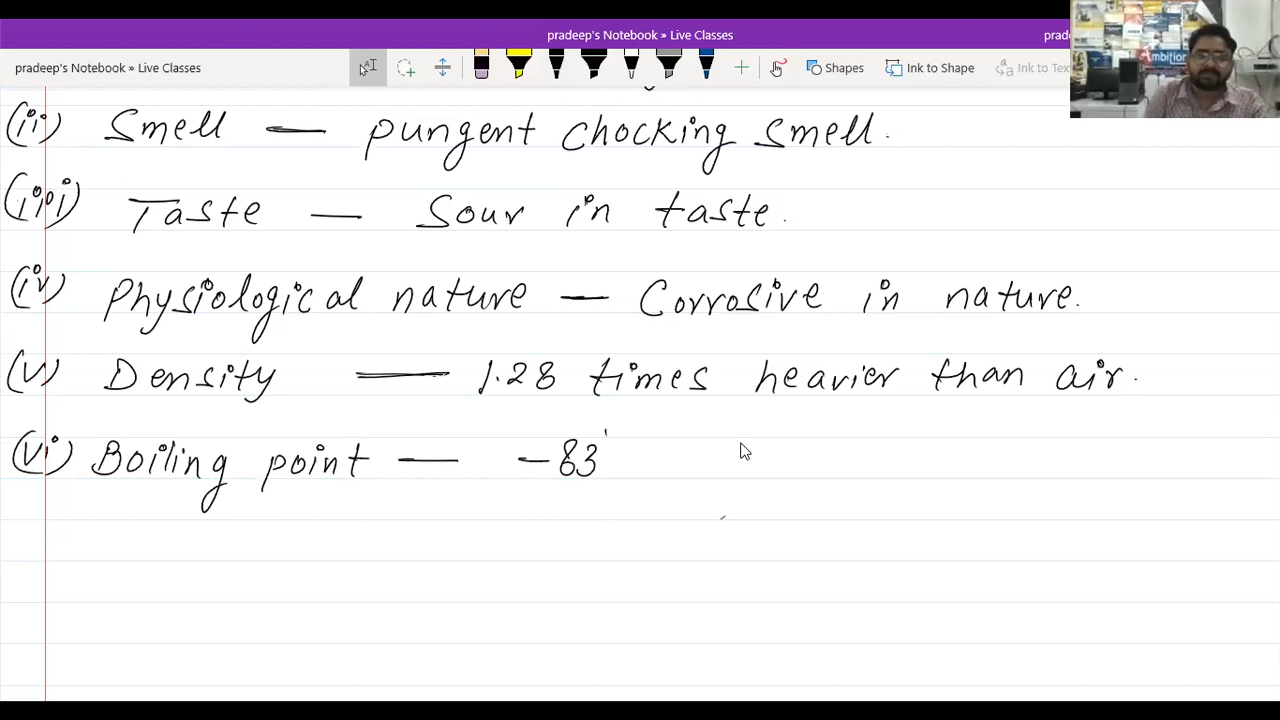 pradeep's Notebook » Live Classes
prade
pradeep's Notebook » Live Classes
Shapes
Ink to Shape
Ink to Text
Ambition
(ii) Smell — pungent chocking smell.
(iii) Taste — Sour in taste.
(iv) Physiological nature — Corrosive in nature.
(v) Density — 1.28 times heavier than air.
(vi) Boiling point — -83